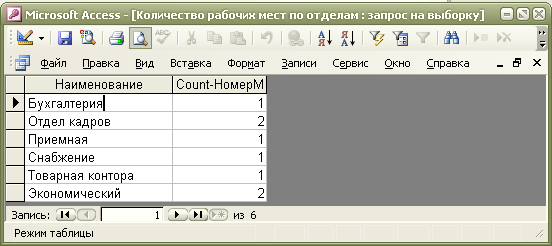 Microsoft Access - [Количество рабочих мест по отделам : запрос на выборку]
Файл Правка Вид Вставка Формат Записи Сервис Окно Справка
Наименование Count-НомерМ
Бухгалтерия 1
Отдел кадров 2
Приемная 1
Снабжение 1
Товарная контора 1
Экономический 2
Запись: 1 из 6
Режим таблицы